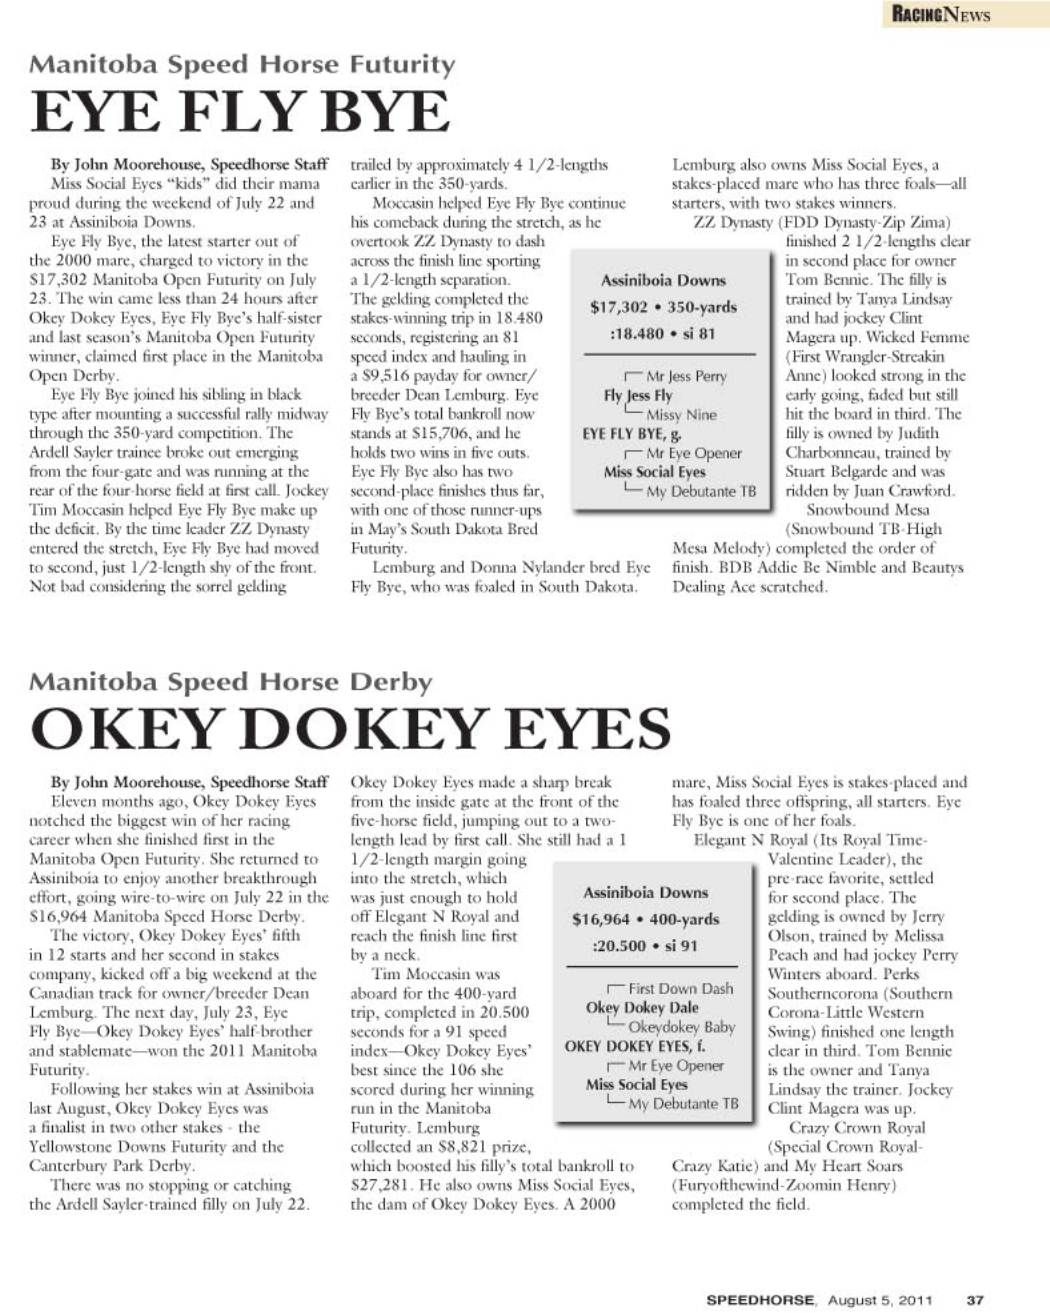 RACING NEWS
Manitoba Speed Horse Futurity
EYE FLY BYE
By John Moorehouse, Speedhorse Staff
Miss Social Eyes “kids” did their mama
proud during the weekend of July 22 and
23 at Assiniboia Downs.
Eye Fly Bye, the latest starter out of
the 2000 mare, charged to victory in the
$17,302 Manitoba Open Futurity on July
23. The win came less than 24 hours after
Okey Dokey Eyes, Eye Fly Bye’s half-sister
and last season’s Manitoba Open Futurity
winner, claimed first place in the Manitoba
Open Derby.
Eye Fly Bye joined his sibling in black
type after mounting a successful rally midway
through the 350-yard competition. The
Ardell Sayler trainee broke out emerging
from the four-gate and was running at the
rear of the four-horse field at first call. Jockey
Tim Moccasin helped Eye Fly Bye make up
the deficit. By the time leader ZZ Dynasty
entered the stretch, Eye Fly Bye had moved
to second, just 1/2-length shy of the front.
Not bad considering the sorrel gelding
trailed by approximately 4 1/2-lengths
earlier in the 350-yards.
Moccasin helped Eye Fly Bye continue
his comeback during the stretch, as he
overtook ZZ Dynasty to dash
across the finish line sporting
a 1/2-length separation.
The gelding completed the
stakes-winning trip in 18.480
seconds, registering an 81
speed index and hauling in
a $9,516 payday for owner/
breeder Dean Lemburg. Eye
Fly Bye’s total bankroll now
stands at $15,706, and he
holds two wins in five outs.
Eye Fly Bye also has two
second-place finishes thus far,
with one of those runner-ups
in May’s South Dakota Bred
Futurity.
Lemburg and Donna Nylander bred Eye
Fly Bye, who was foaled in South Dakota.
Assiniboia Downs
$17,302 • 350-yards
:18.480 • si 81
Mr Jess Perry
Fly Jess Fly
Missy Nine
EYE FLY BYE, g.
Mr Eye Opener
Miss Social Eyes
My Debutante TB
Lemburg also owns Miss Social Eyes, a
stakes-placed mare who has three foals—all
starters, with two stakes winners.
ZZ Dynasty (FDD Dynasty-Zip Zima)
finished 2 1/2-lengths clear
in second place for owner
Tom Bennie. The filly is
trained by Tanya Lindsay
and had jockey Clint
Magera up. Wicked Femme
(First Wrangler-Streakin
Anne) looked strong in the
early going, faded but still
hit the board in third. The
filly is owned by Judith
Charbonneau, trained by
Stuart Belgarde and was
ridden by Juan Crawford.
Snowbound Mesa
(Snowbound TB-High
Mesa Melody) completed the order of
finish. BDB Addie Be Nimble and Beautys
Dealing Ace scratched.
Manitoba Speed Horse Derby
OKEY DOKEY EYES
By John Moorehouse, Speedhorse Staff
Eleven months ago, Okey Dokey Eyes
notched the biggest win of her racing
career when she finished first in the
Manitoba Open Futurity. She returned to
Assiniboia to enjoy another breakthrough
effort, going wire-to-wire on July 22 in the
$16,964 Manitoba Speed Horse Derby.
The victory, Okey Dokey Eyes’ fifth
in 12 starts and her second in stakes
company, kicked off a big weekend at the
Canadian track for owner/breeder Dean
Lemburg. The next day, July 23, Eye
Fly Bye—Okey Dokey Eyes’ half-brother
and stablemate—won the 2011 Manitoba
Futurity.
Following her stakes win at Assiniboia
last August, Okey Dokey Eyes was
a finalist in two other stakes - the
Yellowstone Downs Futurity and the
Canterbury Park Derby.
There was no stopping or catching
the Ardell Sayler-trained filly on July 22.
Okey Dokey Eyes made a sharp break
from the inside gate at the front of the
five-horse field, jumping out to a two-
length lead by first call. She still had a 1
1/2-length margin going
into the stretch, which
was just enough to hold
off Elegant N Royal and
reach the finish line first
by a neck.
Tim Moccasin was
aboard for the 400-yard
trip, completed in 20.500
seconds for a 91 speed
index—Okey Dokey Eyes’
best since the 106 she
scored during her winning
run in the Manitoba
Futurity. Lemburg
collected an $8,821 prize,
which boosted his filly’s total bankroll to
$27,281. He also owns Miss Social Eyes,
the dam of Okey Dokey Eyes. A 2000
Assiniboia Downs
$16,964 • 400-yards
:20.500 • si 91
First Down Dash
Okey Dokey Dale
Okeydokey Baby
OKEY DOKEY EYES, f.
Mr Eye Opener
Miss Social Eyes
My Debutante TB
mare, Miss Social Eyes is stakes-placed and
has foaled three offspring, all starters. Eye
Fly Bye is one of her foals.
Elegant N Royal (Its Royal Time-
Valentine Leader), the
pre-race favorite, settled
for second place. The
gelding is owned by Jerry
Olson, trained by Melissa
Peach and had jockey Perry
Winters aboard. Perks
Southerncorona (Southern
Corona-Little Western
Swing) finished one length
clear in third. Tom Bennie
is the owner and Tanya
Lindsay the trainer. Jockey
Clint Magera was up.
Crazy Crown Royal
(Special Crown Royal-
Crazy Katie) and My Heart Soars
(Furyofthewind-Zoomin Henry)
completed the field.
SPEEDHORSE, August 5, 2011 37